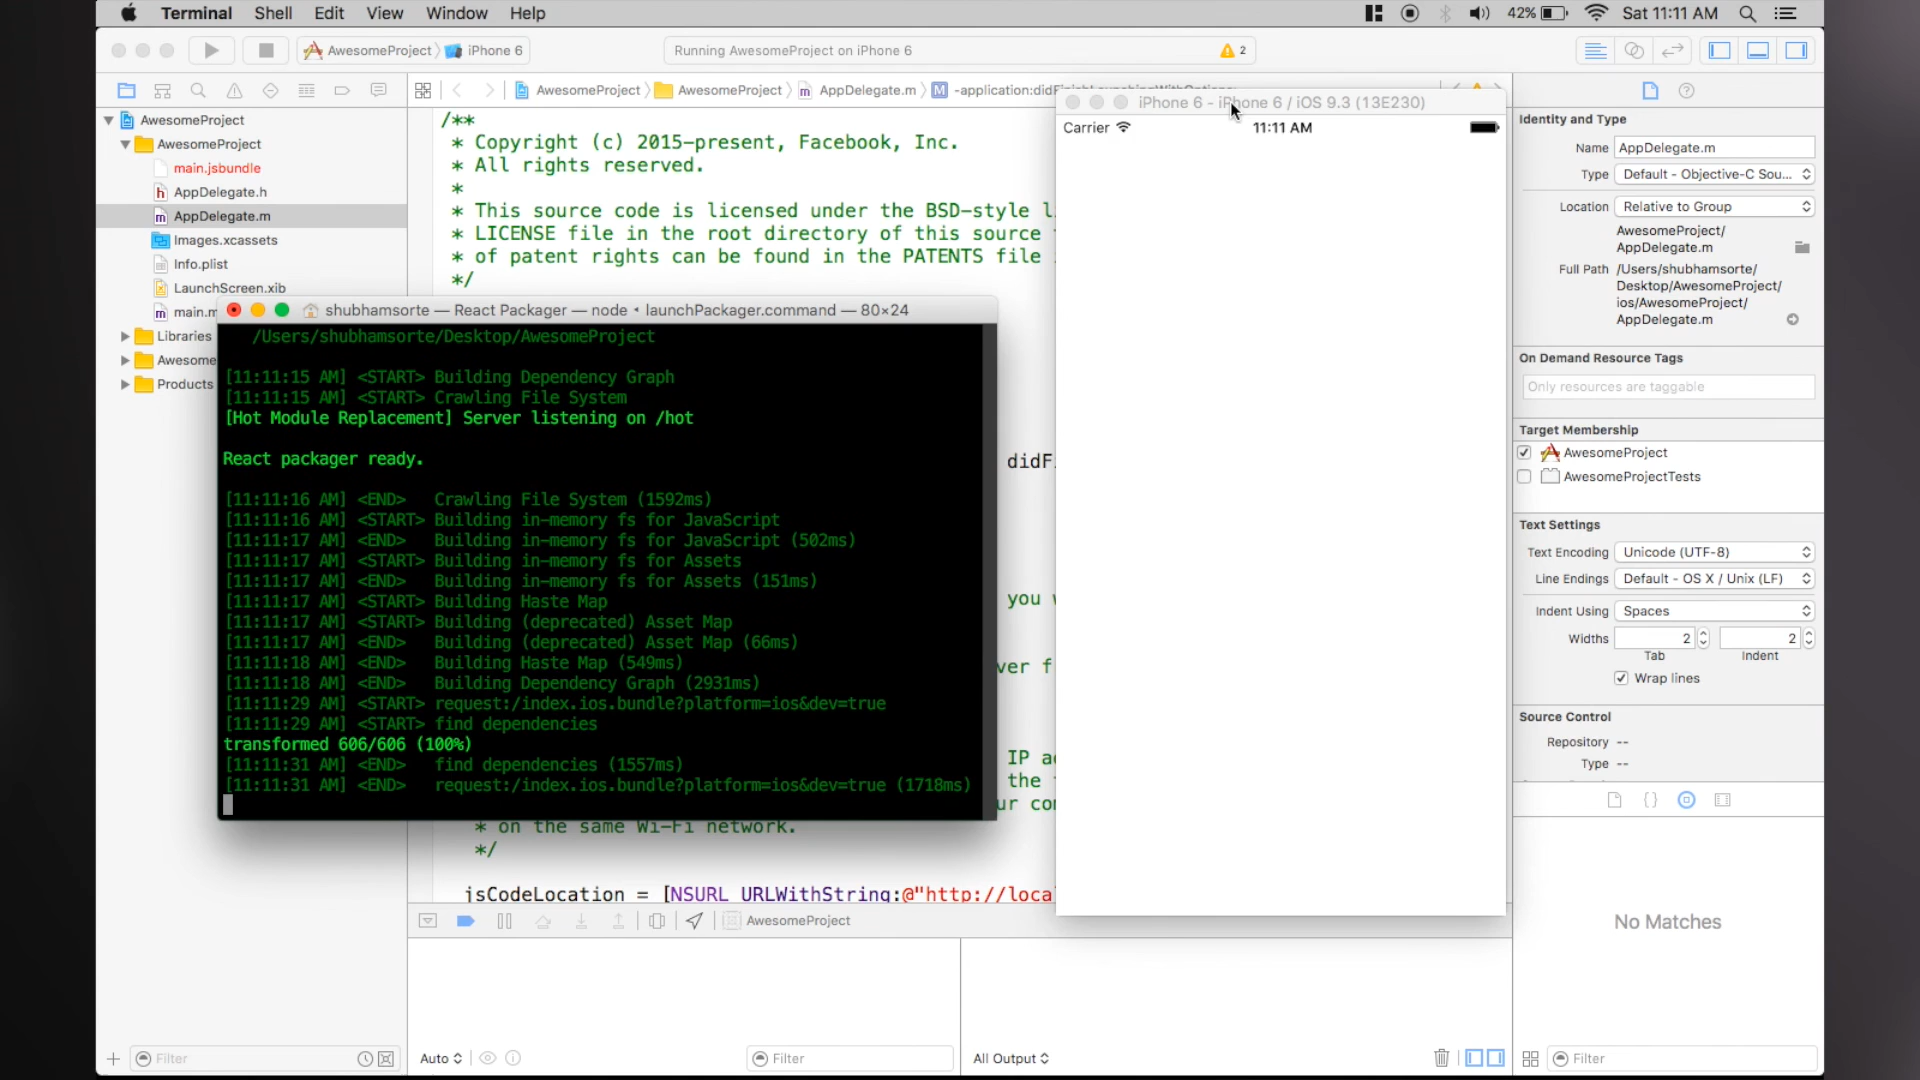 Terminal Shell Edit View Window Help 42% Sat 11:11 AM
AwesomeProject iPhone 6 Running AwesomeProject on iPhone 6 2
AwesomeProject AwesomeProject AppDelegate.m M
AwesomeProject
AwesomeProject
main.jsbundle
h AppDelegate.h
m AppDelegate.m
Images.xcassets
Info.plist
LaunchScreen.xib
m main.m
Libraries
Awesome
Products
/**
* Copyright (c) 2015-present, Facebook, Inc.
* All rights reserved.
*
* This source code is licensed under the BSD-style
* LICENSE file in the root directory of this source
* of patent rights can be found in the PATENTS file
*/
shubhamsorte — React Packager — node • launchPackager.command — 80×24
/Users/shubhamsorte/Desktop/AwesomeProject
[11:11:15 AM] <START> Building Dependency Graph
[11:11:15 AM] <START> Crawling File System
[Hot Module Replacement] Server listening on /hot
React packager ready.
[11:11:16 AM] <END>   Crawling File System (1592ms)
[11:11:16 AM] <START> Building in-memory fs for JavaScript
[11:11:17 AM] <END>   Building in-memory fs for JavaScript (502ms)
[11:11:17 AM] <START> Building in-memory fs for Assets
[11:11:17 AM] <END>   Building in-memory fs for Assets (151ms)
[11:11:17 AM] <START> Building Haste Map
[11:11:17 AM] <START> Building (deprecated) Asset Map
[11:11:17 AM] <END>   Building (deprecated) Asset Map (66ms)
[11:11:18 AM] <END>   Building Haste Map (549ms)
[11:11:18 AM] <END>   Building Dependency Graph (2931ms)
[11:11:29 AM] <START> request:/index.ios.bundle?platform=ios&dev=true
[11:11:29 AM] <START> find dependencies
transformed 606/606 (100%)
[11:11:31 AM] <END>   find dependencies (1557ms)
[11:11:31 AM] <END>   request:/index.ios.bundle?platform=ios&dev=true (1718ms)
didF
you
ver f
IP a
the
ur co
* on the same Wi-Fi network.
*/
jsCodeLocation = [NSURL URLWithString:@"http://loca
AwesomeProject
iPhone 6 - iPhone 6 / iOS 9.3 (13E230)
Carrier 11:11 AM
Identity and Type
Name AppDelegate.m
Type Default - Objective-C Sou...
Location Relative to Group
AwesomeProject/
AppDelegate.m
Full Path /Users/shubhamsorte/
Desktop/AwesomeProject/
ios/AwesomeProject/
AppDelegate.m
On Demand Resource Tags
Only resources are taggable
Target Membership
AwesomeProject
AwesomeProjectTests
Text Settings
Text Encoding Unicode (UTF-8)
Line Endings Default - OS X / Unix (LF)
Indent Using Spaces
Widths 2 2
Tab Indent
Wrap lines
Source Control
Repository --
Type --
{ }
No Matches
Filter Auto Filter All Output Filter